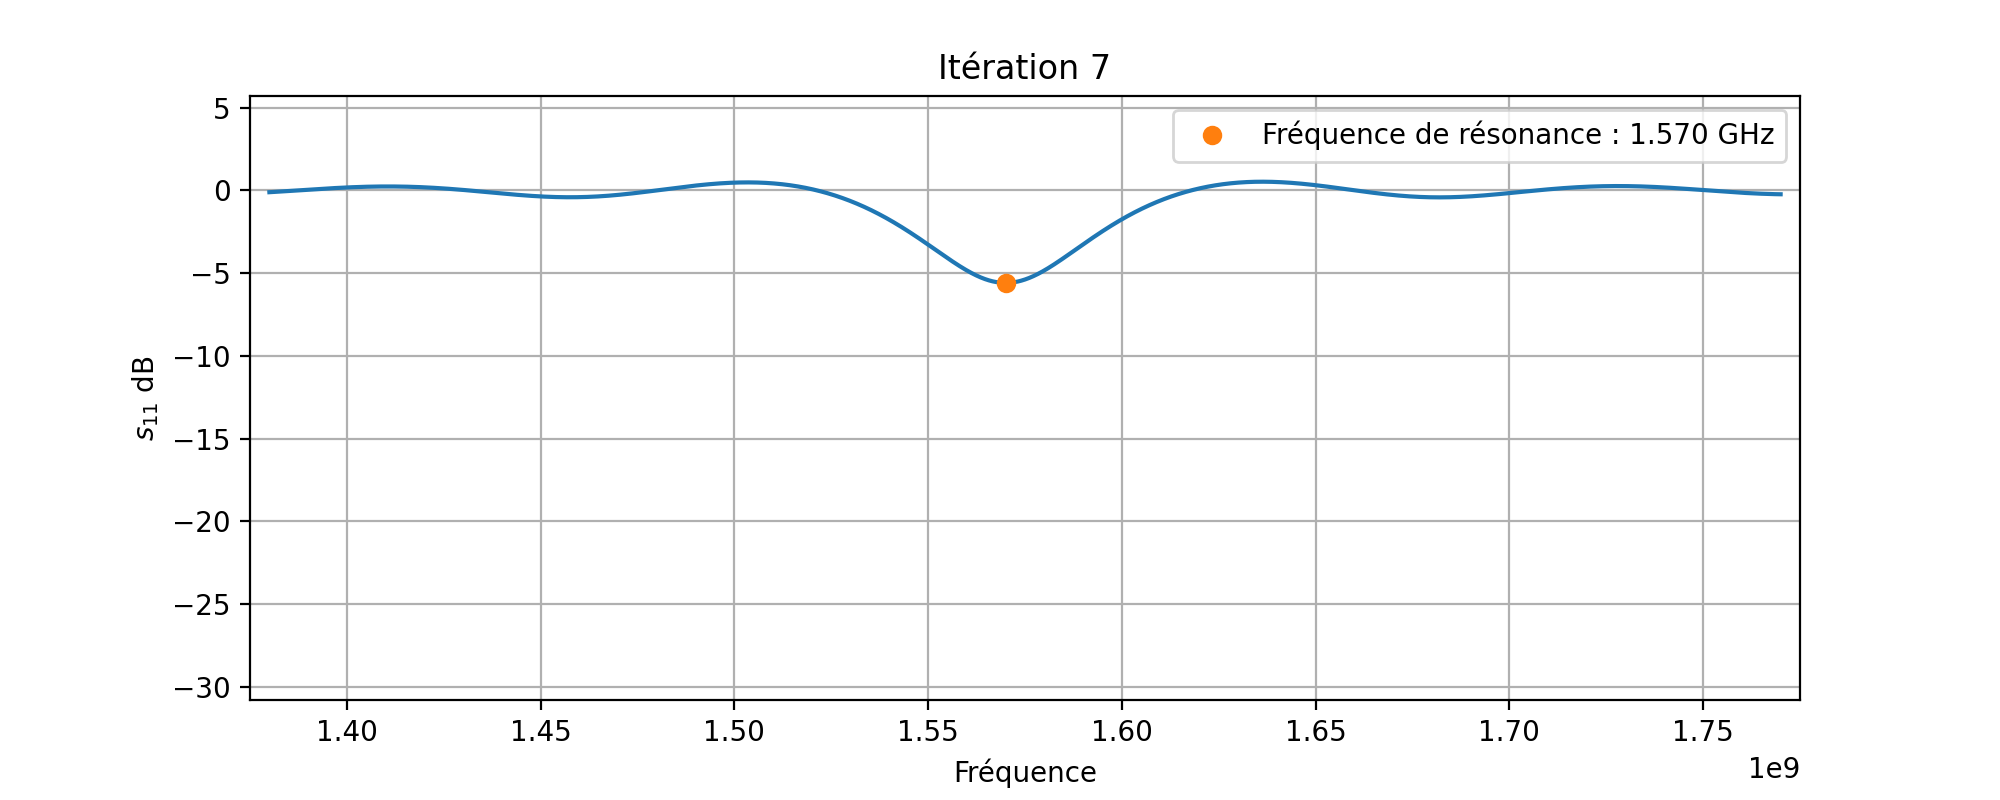 Itération 7
Fréquence de résonance : 1.570 GHz
5
0
−5
−10
−15
−20
−25
−30
s₁₁ dB
1.40 1.45 1.50 1.55 1.60 1.65 1.70 1.75
1e9
Fréquence